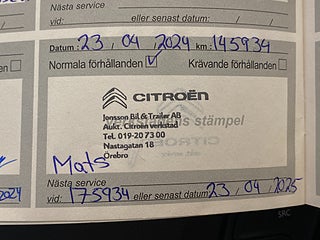 Nästa service
vid: eller senast datum:
Datum: 23 04 2024 km: 145934
Normala förhållanden Krävande förhållanden
CITROËN
Jonsson Bil & Trailer AB
Aukt. Citroën verkstad
verkstadens stämpel
Tel. 019-20 73 00
Nastagatan 18
Örebro
Mats
Nästa service
vid: 175934 eller senast datum: 23 04 2025
2024
SRC